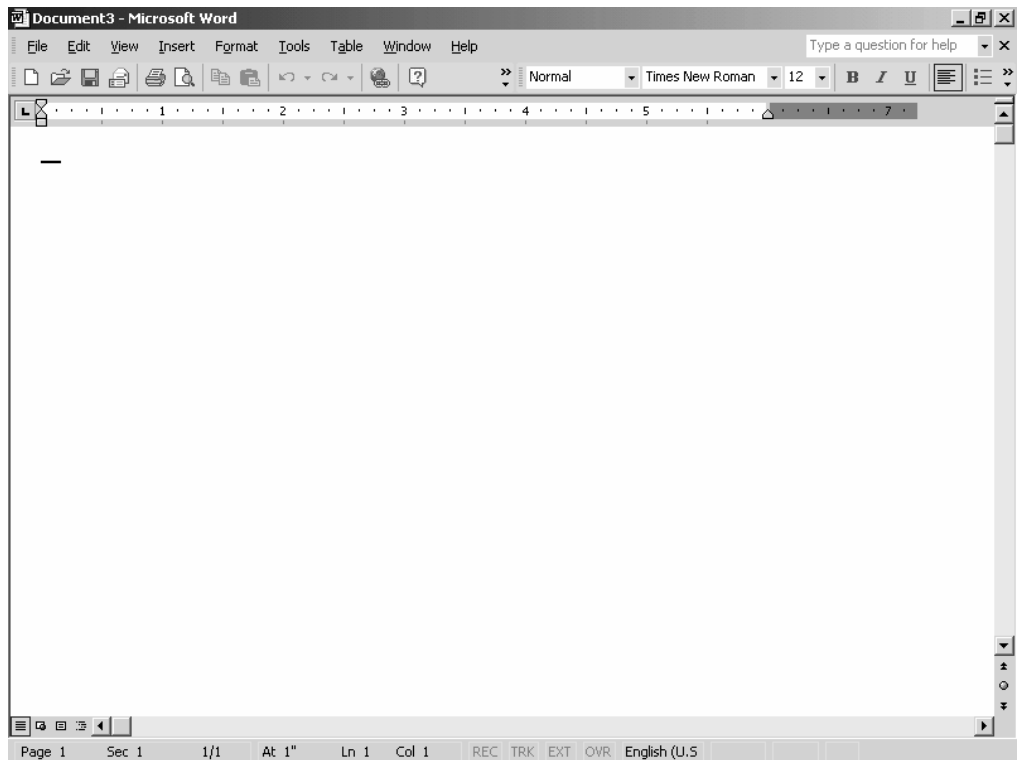 Document3 - Microsoft Word
File Edit View Insert Format Tools Table Window Help Type a question for help
Normal Times New Roman 12 B I U
1 2 3 4 5 7
Page 1 Sec 1 1/1 At 1" Ln 1 Col 1 REC TRK EXT OVR English (U.S